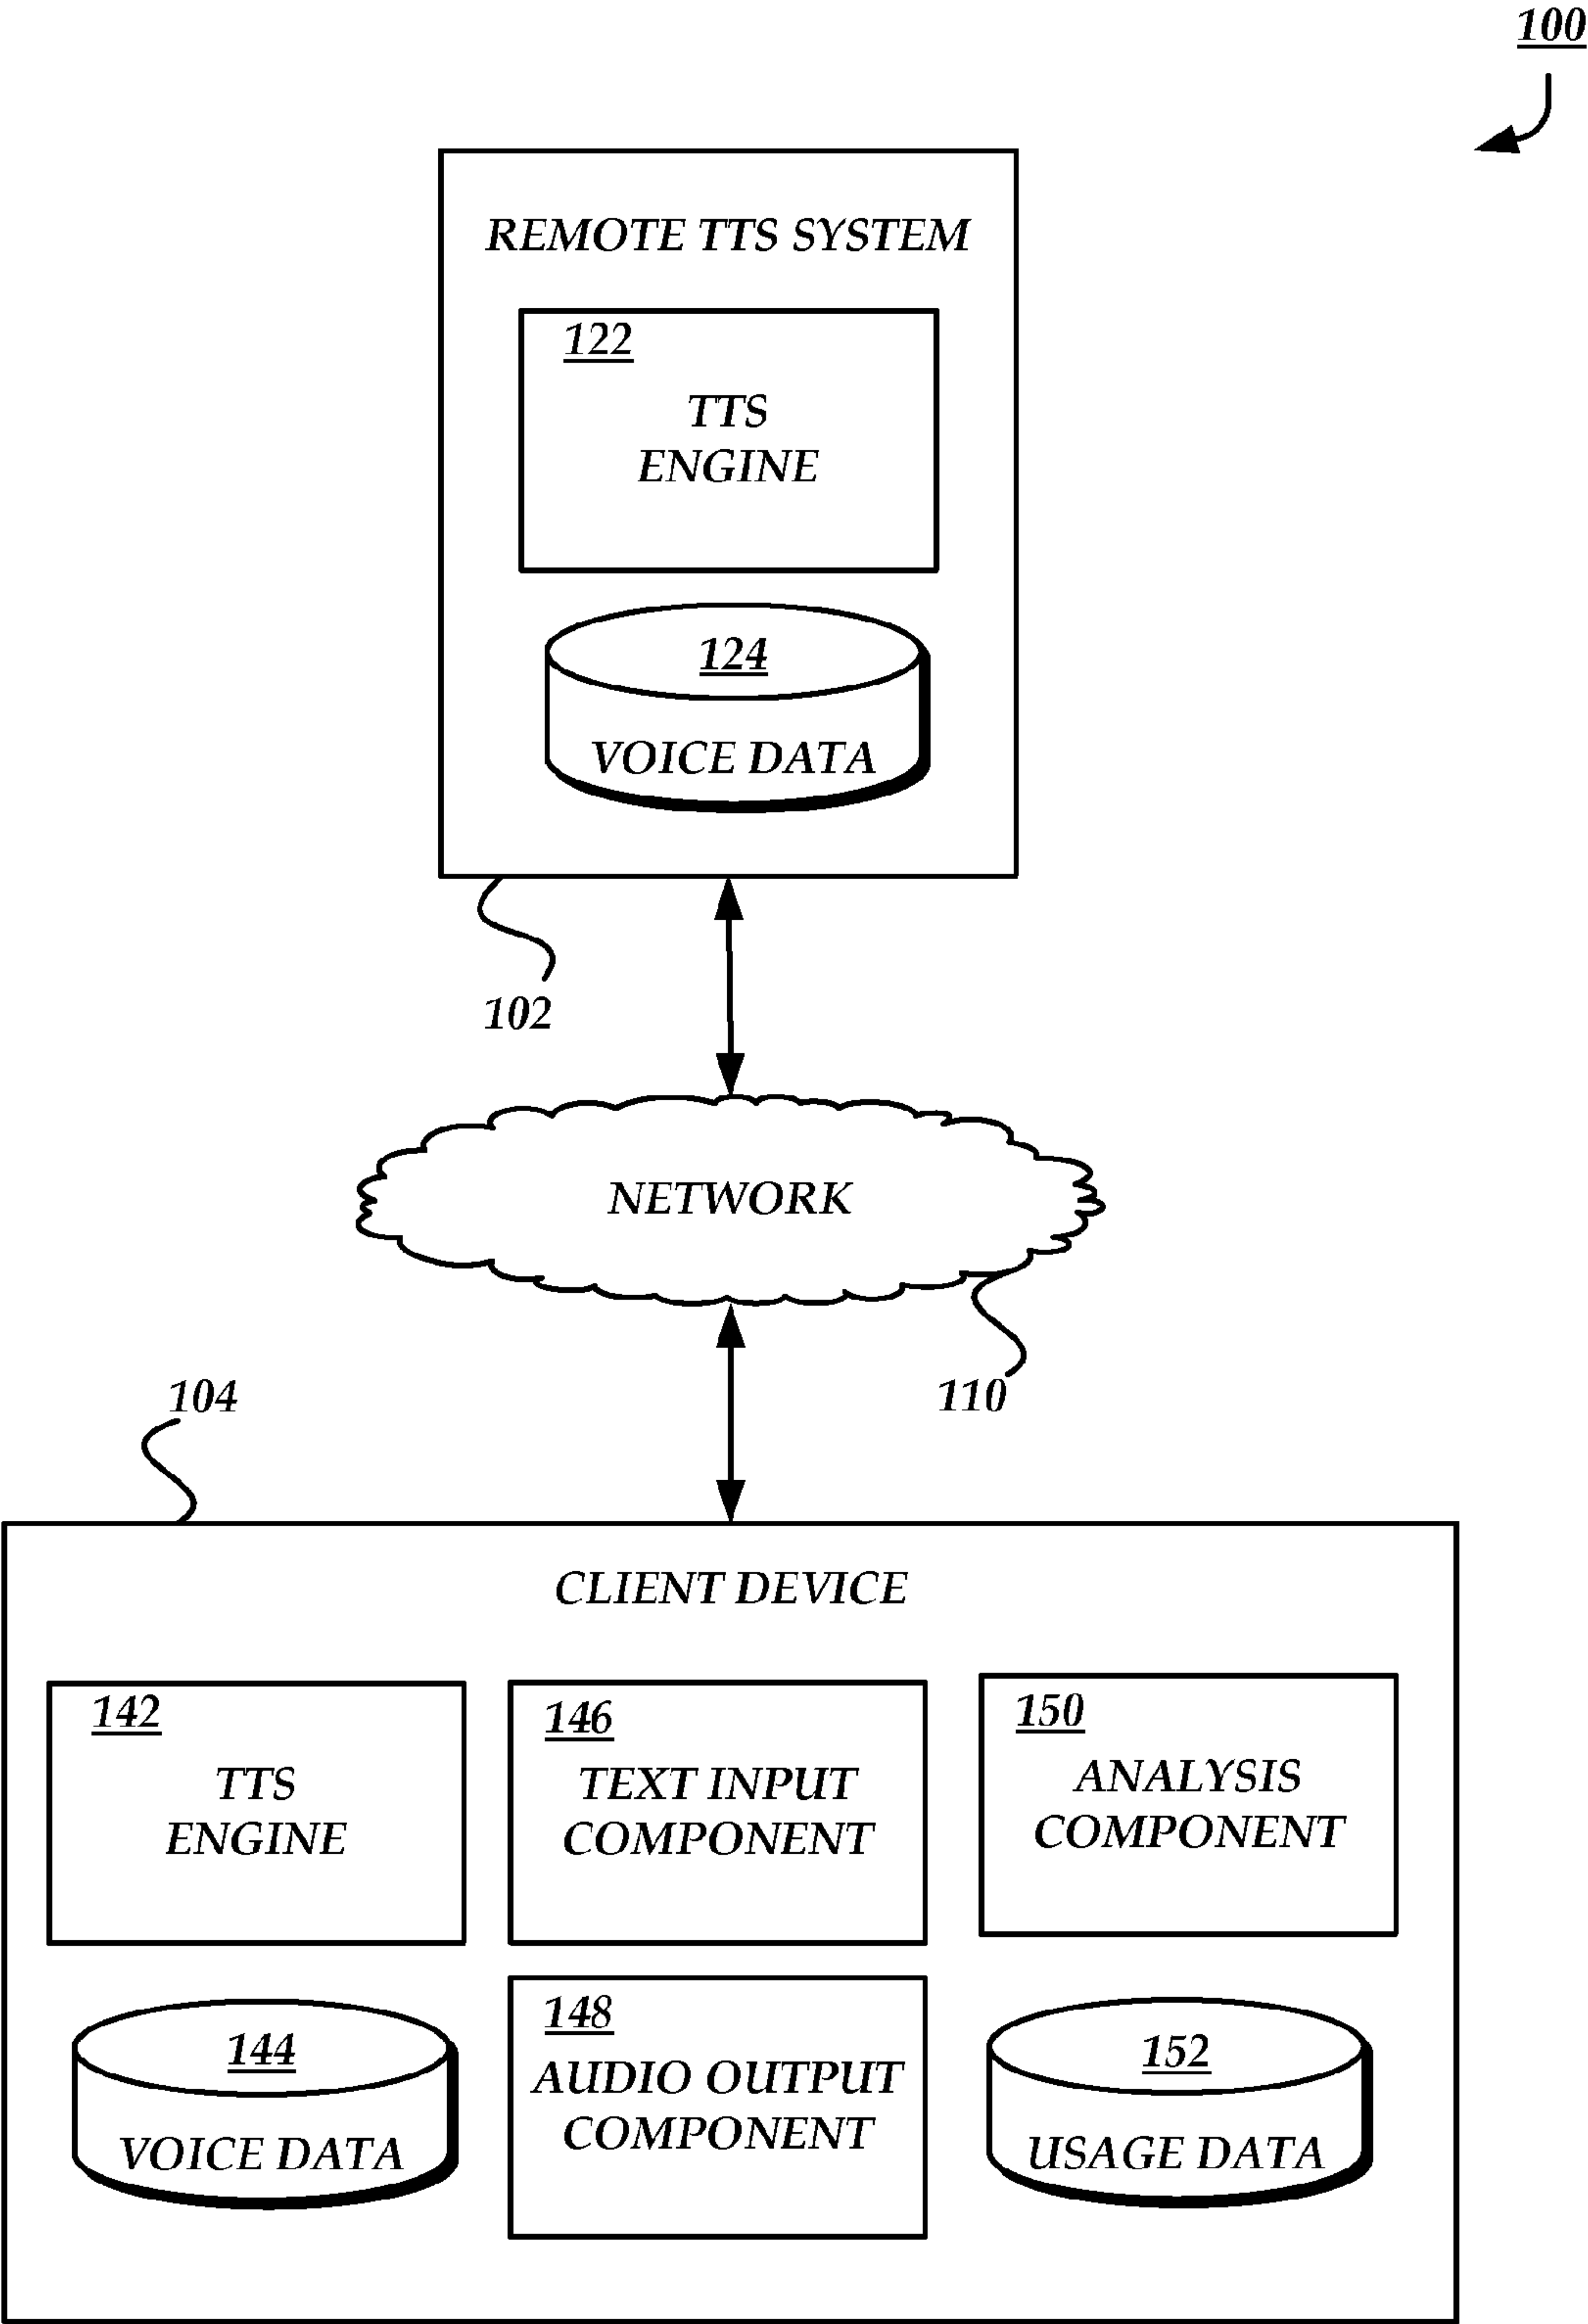 100
REMOTE TTS SYSTEM
122
TTS
ENGINE
124
VOICE DATA
102
NETWORK
110
104
CLIENT DEVICE
142
TTS
ENGINE
146
TEXT INPUT
COMPONENT
150
ANALYSIS
COMPONENT
144
VOICE DATA
148
AUDIO OUTPUT
COMPONENT
152
USAGE DATA